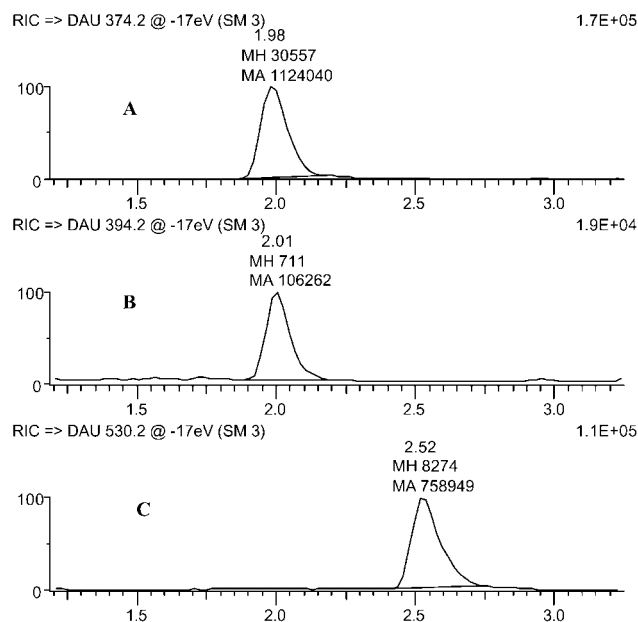 RIC => DAU 374.2 @ -17eV (SM 3) 1.7E+05
1.98
MH 30557
MA 1124040
100
A
0
1.5 2.0 2.5 3.0
RIC => DAU 394.2 @ -17eV (SM 3) 1.9E+04
2.01
MH 711
MA 106262
100
B
0
1.5 2.0 2.5 3.0
RIC => DAU 530.2 @ -17eV (SM 3) 1.1E+05
2.52
MH 8274
MA 758949
100
C
0
1.5 2.0 2.5 3.0